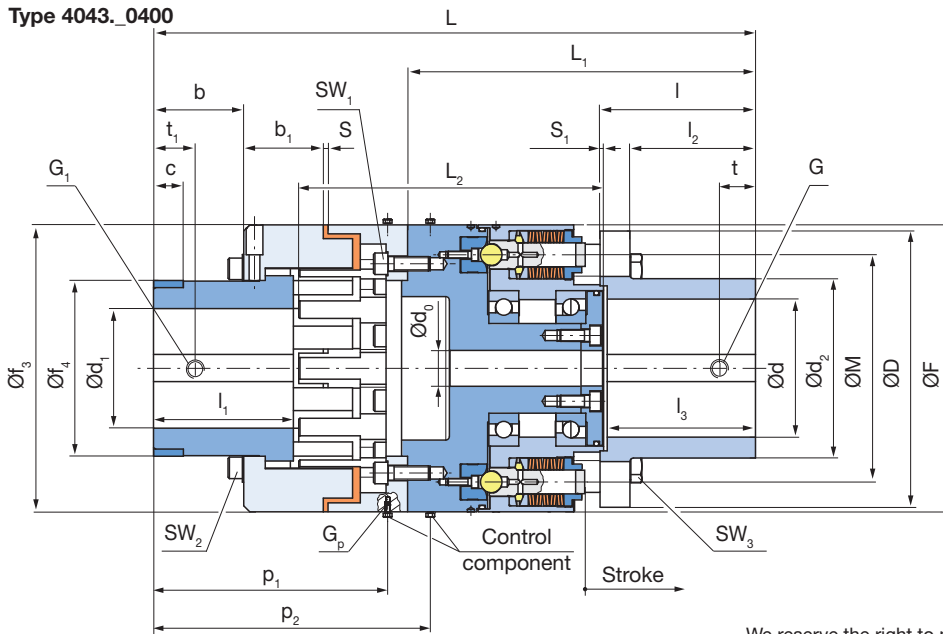 Type 4043._0400
L
L₁
b
SW₁
l
t₁
b₁
S
S₁
l₂
G₁
c
L₂
t
G
Øf₃
Øf₄
Ød₁
Ød₀
Ød
Ød₂
ØM
ØD
ØF
l₁
l₃
SW₂
Gₚ
Control
component
SW₃
p₁
Stroke
p₂
We reserve the right to